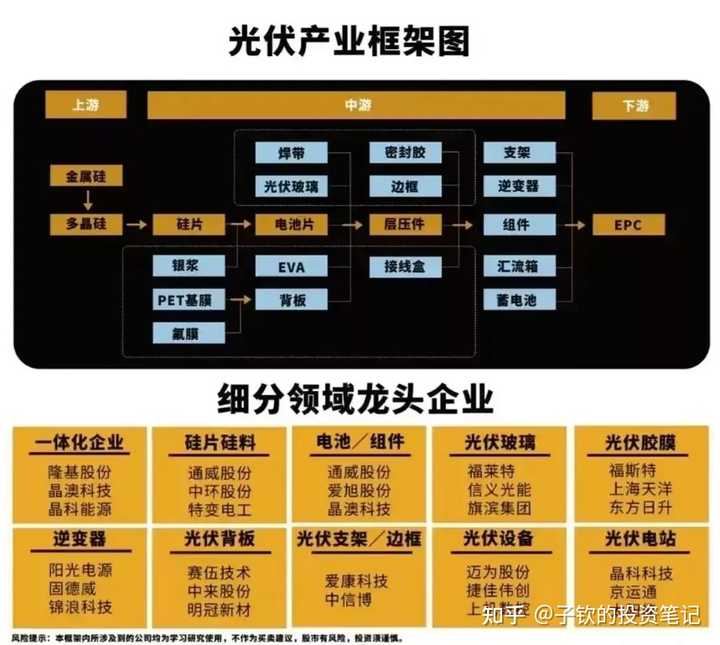 光伏产业框架图
上游
中游
下游
焊带
密封胶
支架
光伏玻璃
边框
逆变器
金属硅
多晶硅
硅片
电池片
层压件
组件
EPC
银浆
EVA
接线盒
汇流箱
PET基膜
背板
蓄电池
氟膜
细分领域龙头企业
一体化企业
隆基股份
晶澳科技
晶科能源
硅片硅料
通威股份
中环股份
特变电工
电池／组件
通威股份
爱旭股份
晶澳科技
光伏玻璃
福莱特
信义光能
旗滨集团
光伏胶膜
福斯特
上海天洋
东方日升
逆变器
阳光电源
固德威
锦浪科技
光伏背板
赛伍技术
中来股份
明冠新材
光伏支架／边框
爱康科技
中信博
光伏设备
迈为股份
捷佳伟创
光伏电站
晶科科技
京运通
知乎 @子钦的投资笔记
风险提示：本框架内所涉及到的公司均为学习研究使用，不作为买卖建议，股市有风险，投资须谨慎。